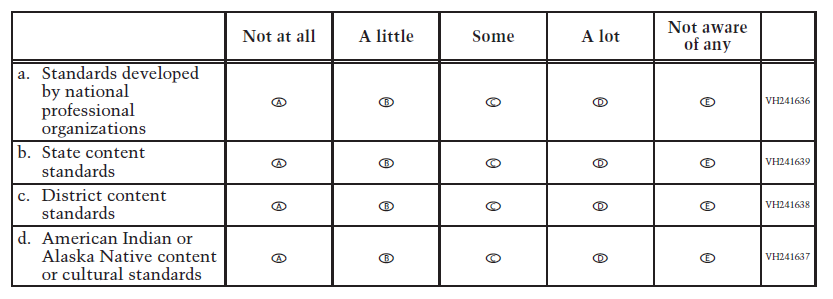 Not at all A little Some A lot Not aware of any
a. Standards developed
by national
professional
organizations
Ⓐ Ⓑ Ⓒ Ⓓ Ⓔ VH241636
b. State content
standards
Ⓐ Ⓑ Ⓒ Ⓓ Ⓔ VH241639
c. District content
standards
Ⓐ Ⓑ Ⓒ Ⓓ Ⓔ VH241638
d. American Indian or
Alaska Native content
or cultural standards
Ⓐ Ⓑ Ⓒ Ⓓ Ⓔ VH241637